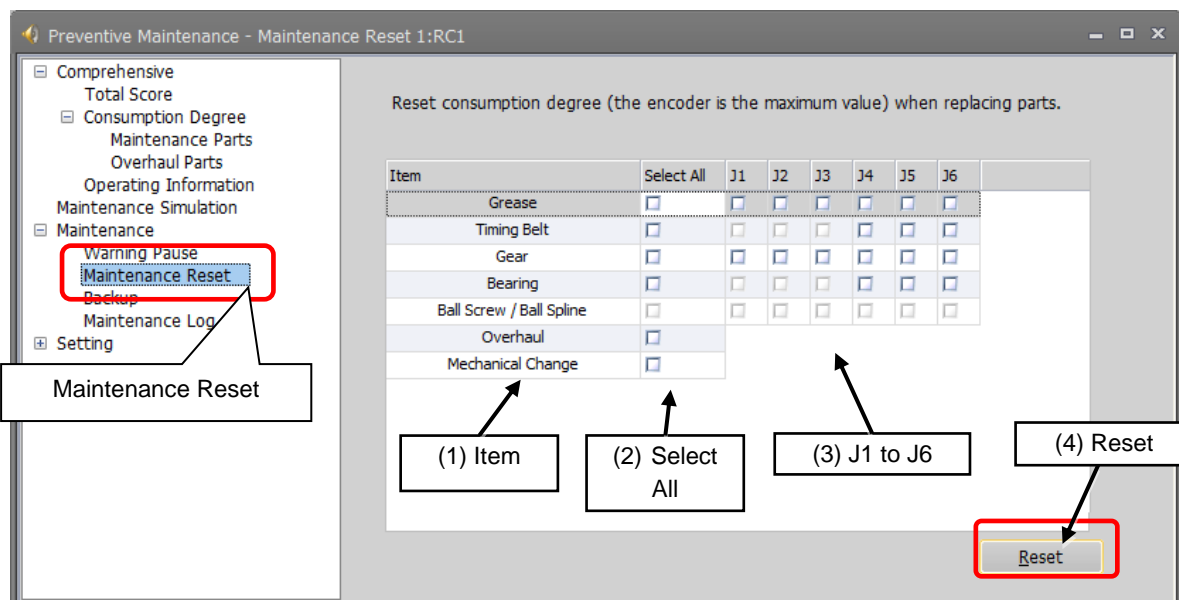 Preventive Maintenance - Maintenance Reset 1:RC1
Comprehensive
Total Score
Consumption Degree
Maintenance Parts
Overhaul Parts
Operating Information
Maintenance Simulation
Maintenance
Warning Pause
Maintenance Reset
Backup
Maintenance Log
Setting
Maintenance Reset
Reset consumption degree (the encoder is the maximum value) when replacing parts.
Item Select All J1 J2 J3 J4 J5 J6
Grease
Timing Belt
Gear
Bearing
Ball Screw / Ball Spline
Overhaul
Mechanical Change
(1) Item
(2) Select
All
(3) J1 to J6
(4) Reset
Reset